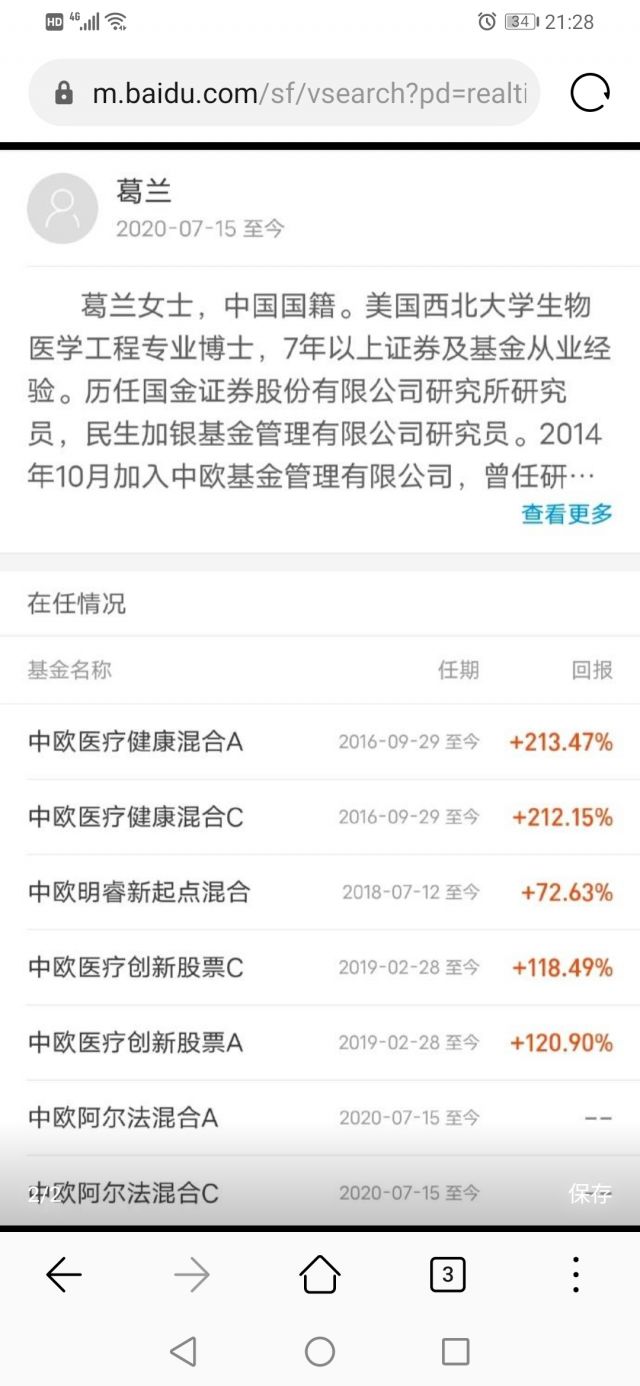 HD 4G 34 21:28
m.baidu.com/sf/vsearch?pd=realti
葛兰
2020-07-15 至今
葛兰女士，中国国籍。美国西北大学生物
医学工程专业博士，7年以上证券及基金从业经
验。历任国金证券股份有限公司研究所研究
员，民生加银基金管理有限公司研究员。2014
年10月加入中欧基金管理有限公司，曾任研…
查看更多
在任情况
基金名称 任期 回报
中欧医疗健康混合A 2016-09-29 至今 +213.47%
中欧医疗健康混合C 2016-09-29 至今 +212.15%
中欧明睿新起点混合 2018-07-12 至今 +72.63%
中欧医疗创新股票C 2019-02-28 至今 +118.49%
中欧医疗创新股票A 2019-02-28 至今 +120.90%
中欧阿尔法混合A 2020-07-15 至今 --
中欧阿尔法混合C 2020-07-15 至今 --
2/2 保存
3